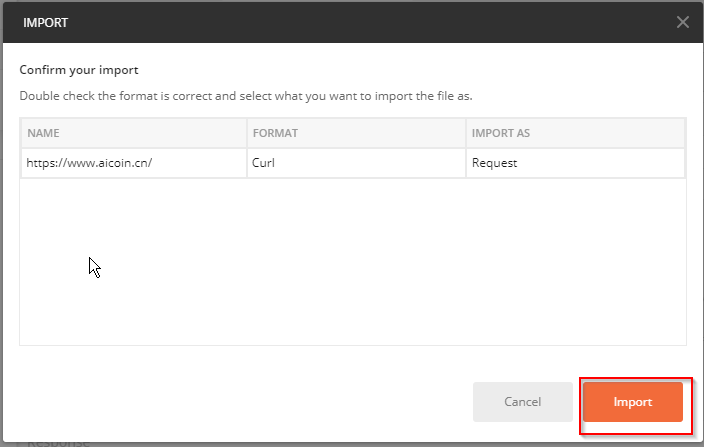 IMPORT
Confirm your import
Double check the format is correct and select what you want to import the file as.
NAME FORMAT IMPORT AS
https://www.aicoin.cn/ Curl Request
Cancel Import
Response